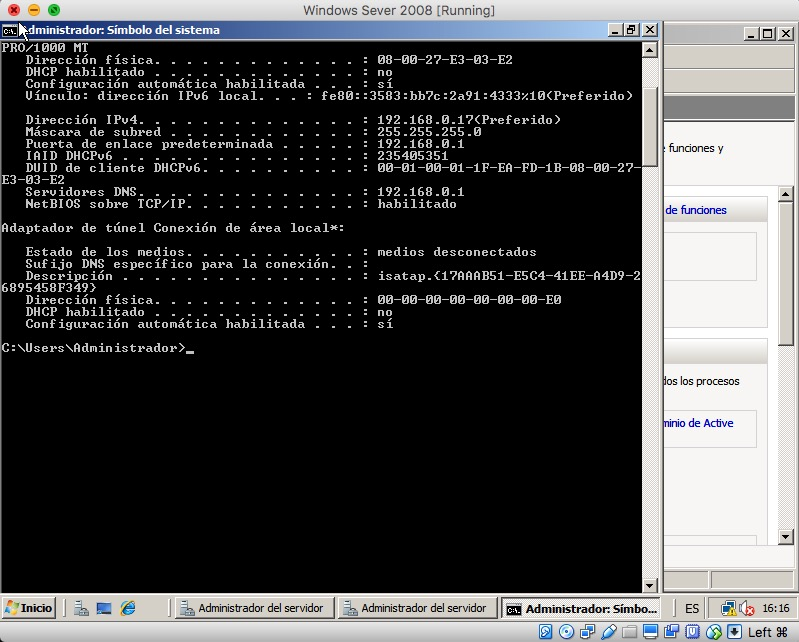 Windows Sever 2008 [Running]
Administrador: Símbolo del sistema
PRO/1000 MT
Dirección física. . . . . . . . . . . . . : 08-00-27-E3-03-E2
DHCP habilitado . . . . . . . . . . . . . : no
Configuración automática habilitada . . . : sí
Vínculo: dirección IPv6 local. . . : fe80::3583:bb7c:2a91:4333%10(Preferido)
Dirección IPv4. . . . . . . . . . . . . . : 192.168.0.17(Preferido)
Máscara de subred . . . . . . . . . . . . : 255.255.255.0
Puerta de enlace predeterminada . . . . . : 192.168.0.1
IAID DHCPv6 . . . . . . . . . . . . . . . : 235405351
DUID de cliente DHCPv6. . . . . . . . . . : 00-01-00-01-1F-EA-FD-1B-08-00-27-
E3-03-E2
Servidores DNS. . . . . . . . . . . . . . : 192.168.0.1
NetBIOS sobre TCP/IP. . . . . . . . . . . : habilitado
Adaptador de túnel Conexión de área local*:
Estado de los medios. . . . . . . . . . . : medios desconectados
Sufijo DNS específico para la conexión. . :
Descripción . . . . . . . . . . . . . . . : isatap.{17AAAB51-E5C4-41EE-A4D9-2
6895458F349}
Dirección física. . . . . . . . . . . . . : 00-00-00-00-00-00-00-E0
DHCP habilitado . . . . . . . . . . . . . : no
Configuración automática habilitada . . . : sí
C:\Users\Administrador>_
funciones y
de funciones
dos los procesos
minio de Active
Inicio
Administrador del servidor
Administrador del servidor
Administrador: Símbo...
ES
16:16
Left ⌘